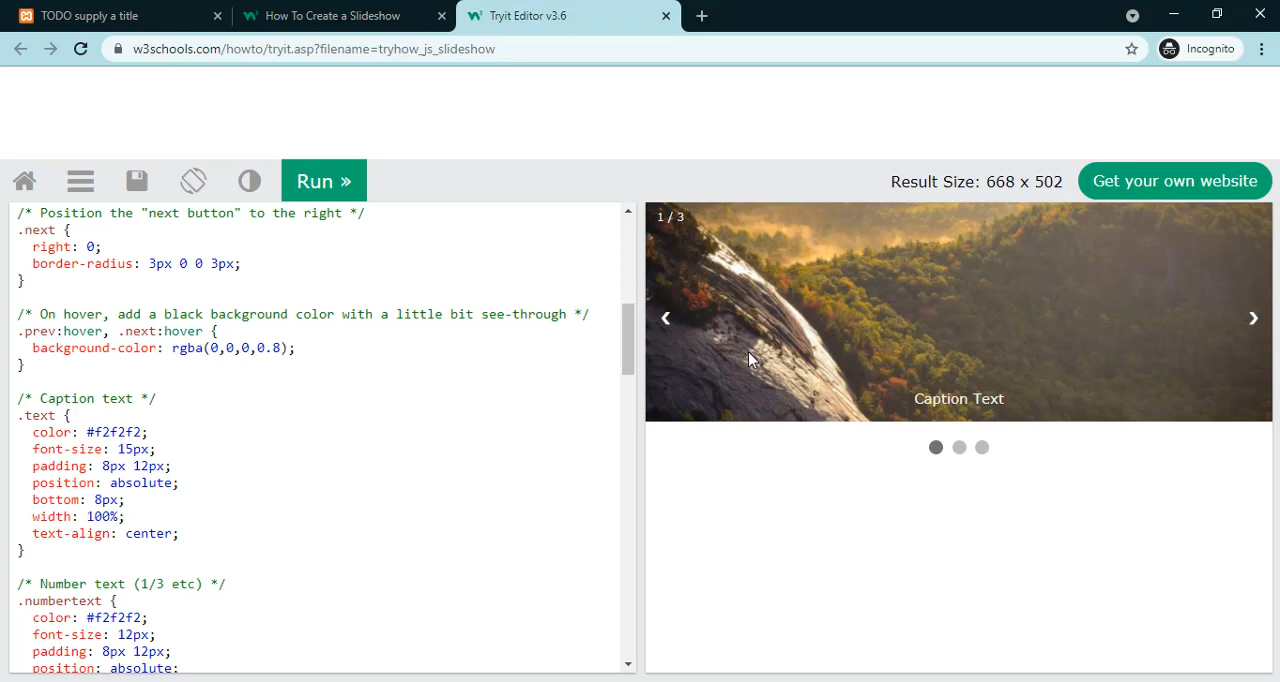 TODO supply a title
How To Create a Slideshow
Tryit Editor v3.6
w3schools.com/howto/tryit.asp?filename=tryhow_js_slideshow
Incognito
Run »
Result Size: 668 x 502
Get your own website
/* Position the "next button" to the right */
.next {
  right: 0;
  border-radius: 3px 0 0 3px;
}
/* On hover, add a black background color with a little bit see-through */
.prev:hover, .next:hover {
  background-color: rgba(0,0,0,0.8);
}
/* Caption text */
.text {
  color: #f2f2f2;
  font-size: 15px;
  padding: 8px 12px;
  position: absolute;
  bottom: 8px;
  width: 100%;
  text-align: center;
}
/* Number text (1/3 etc) */
.numbertext {
  color: #f2f2f2;
  font-size: 12px;
  padding: 8px 12px;
  position: absolute;
1 / 3
❮
❯
Caption Text